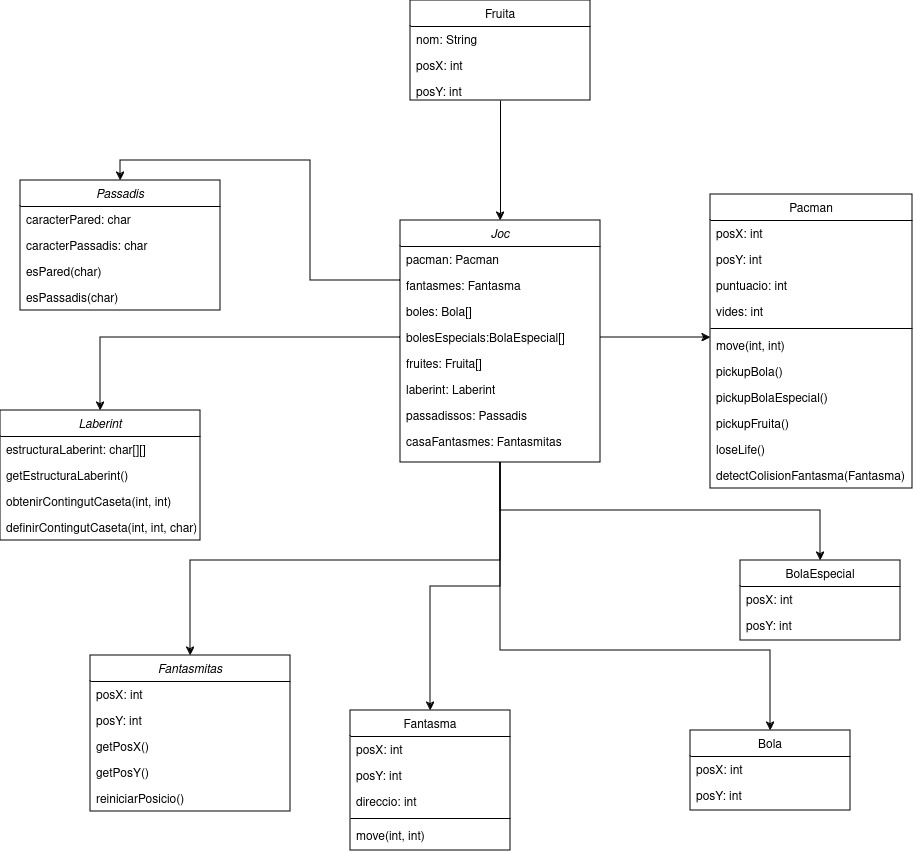 Fruita
nom: String
posX: int
posY: int
Passadis
caracterPared: char
caracterPassadis: char
esPared(char)
esPassadis(char)
Joc
pacman: Pacman
fantasmes: Fantasma
boles: Bola[]
bolesEspecials:BolaEspecial[]
fruites: Fruita[]
laberint: Laberint
passadissos: Passadis
casaFantasmes: Fantasmitas
Pacman
posX: int
posY: int
puntuacio: int
vides: int
move(int, int)
pickupBola()
pickupBolaEspecial()
pickupFruita()
loseLife()
detectColisionFantasma(Fantasma)
Laberint
estructuraLaberint: char[][]
getEstructuraLaberint()
obtenirContingutCaseta(int, int)
definirContingutCaseta(int, int, char)
BolaEspecial
posX: int
posY: int
Fantasmitas
posX: int
posY: int
getPosX()
getPosY()
reiniciarPosicio()
Fantasma
posX: int
posY: int
direccio: int
move(int, int)
Bola
posX: int
posY: int